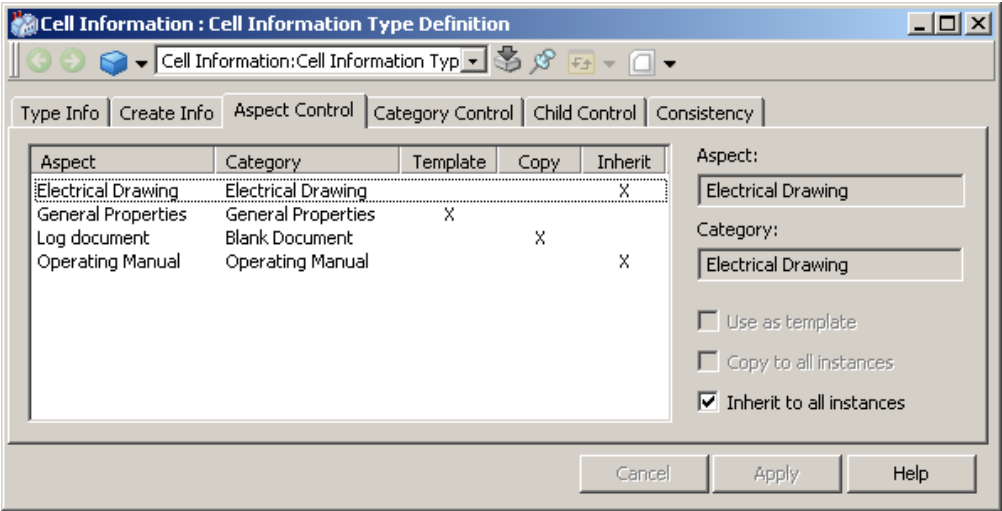 Cell Information : Cell Information Type Definition
Cell Information:Cell Information Typ
Type Info Create Info Aspect Control Category Control Child Control Consistency
Aspect Category Template Copy Inherit
Electrical Drawing Electrical Drawing X
General Properties General Properties X
Log document Blank Document X
Operating Manual Operating Manual X
Aspect:
Electrical Drawing
Category:
Electrical Drawing
Use as template
Copy to all instances
Inherit to all instances
Cancel Apply Help